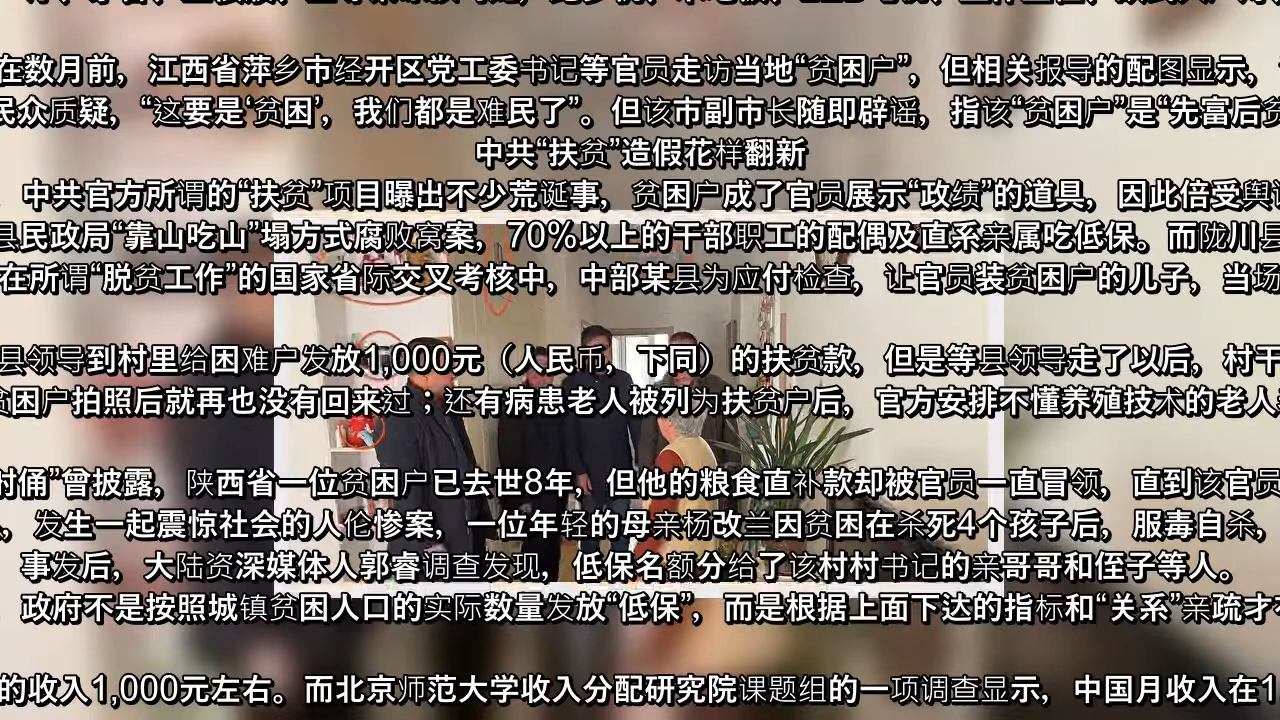 在数月前，江西省萍乡市经开区党工委书记等官员走访当地“贫困户”，但相关报导的配图显示，
民众质疑，“这要是‘贫困’，我们都是难民了”。但该市副市长随即辟谣，指该“贫困户”是“先富后贫
中共“扶贫”造假花样翻新
中共官方所谓的“扶贫”项目曝出不少荒诞事，贫困户成了官员展示“政绩”的道具，因此倍受舆
县民政局“靠山吃山”塌方式腐败窝案，70%以上的干部职工的配偶及直系亲属吃低保。而陇川县
在所谓“脱贫工作”的国家省际交叉考核中，中部某县为应付检查，让官员装贫困户的儿子，当场
县领导到村里给困难户发放1,000元（人民币，下同）的扶贫款，但是等县领导走了以后，村干
贫困户拍照后就再也没有回来过；还有病患老人被列为扶贫户后，官方安排不懂养殖技术的老人
时俑”曾披露，陕西省一位贫困户已去世8年，但他的粮食直补款却被官员一直冒领，直到该官员
，发生一起震惊社会的人伦惨案，一位年轻的母亲杨改兰因贫困在杀死4个孩子后，服毒自杀，
事发后，大陆资深媒体人郭睿调查发现，低保名额分给了该村村书记的亲哥哥和侄子等人。
政府不是按照城镇贫困人口的实际数量发放“低保”，而是根据上面下达的指标和“关系”亲疏才
的收入1,000元左右。而北京师范大学收入分配研究院课题组的一项调查显示，中国月收入在1